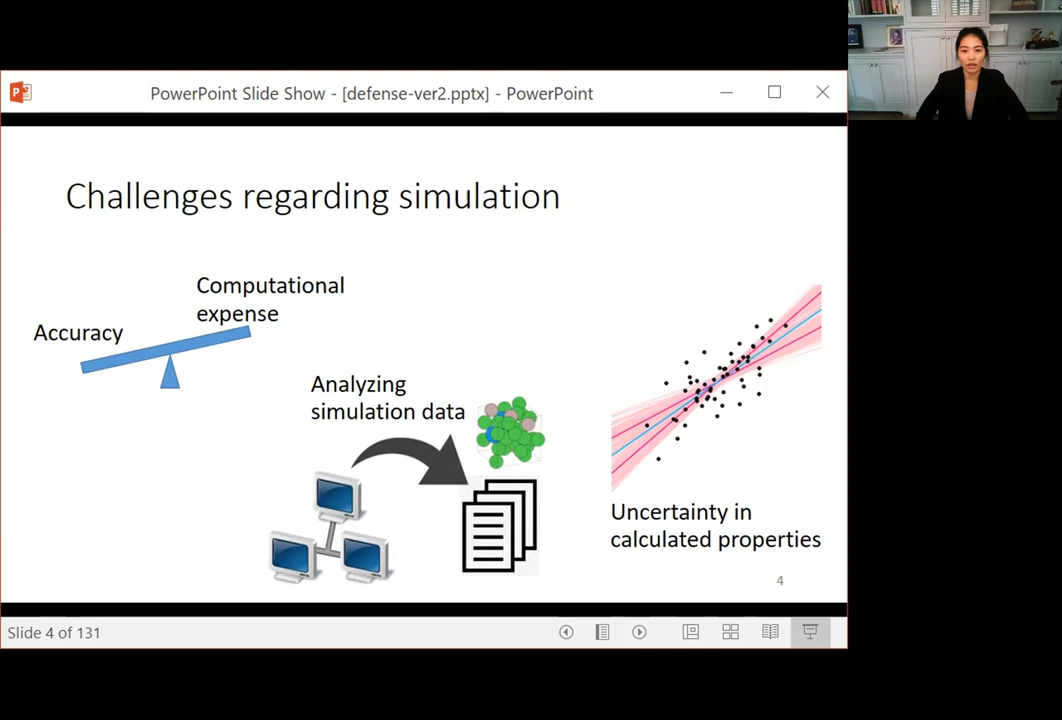 PowerPoint Slide Show - [defense-ver2.pptx] - PowerPoint
Challenges regarding simulation
Computational
expense
Accuracy
Analyzing
simulation data
Uncertainty in
calculated properties
4
Slide 4 of 131